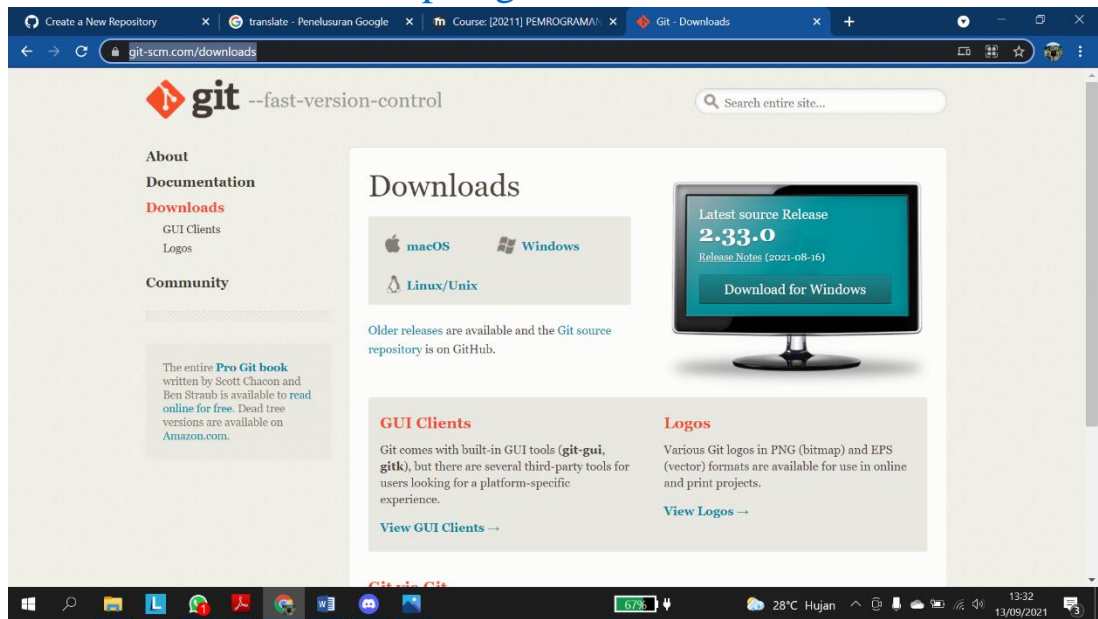 Create a New Repository
translate - Penelusuran Google
Course: [20211] PEMROGRAMAN
Git - Downloads
git-scm.com/downloads
git --fast-version-control
Search entire site...
About
Documentation
Downloads
GUI Clients
Logos
Community
The entire Pro Git book
written by Scott Chacon and
Ben Straub is available to read
online for free. Dead tree
versions are available on
Amazon.com.
Downloads
macOS
Windows
Linux/Unix
Older releases are available and the Git source
repository is on GitHub.
Latest source Release
2.33.0
Release Notes (2021-08-16)
Download for Windows
GUI Clients
Git comes with built-in GUI tools (git-gui,
gitk), but there are several third-party tools for
users looking for a platform-specific
experience.
View GUI Clients →
Logos
Various Git logos in PNG (bitmap) and EPS
(vector) formats are available for use in online
and print projects.
View Logos →
Git via Git
67%
28°C Hujan
13:32
13/09/2021